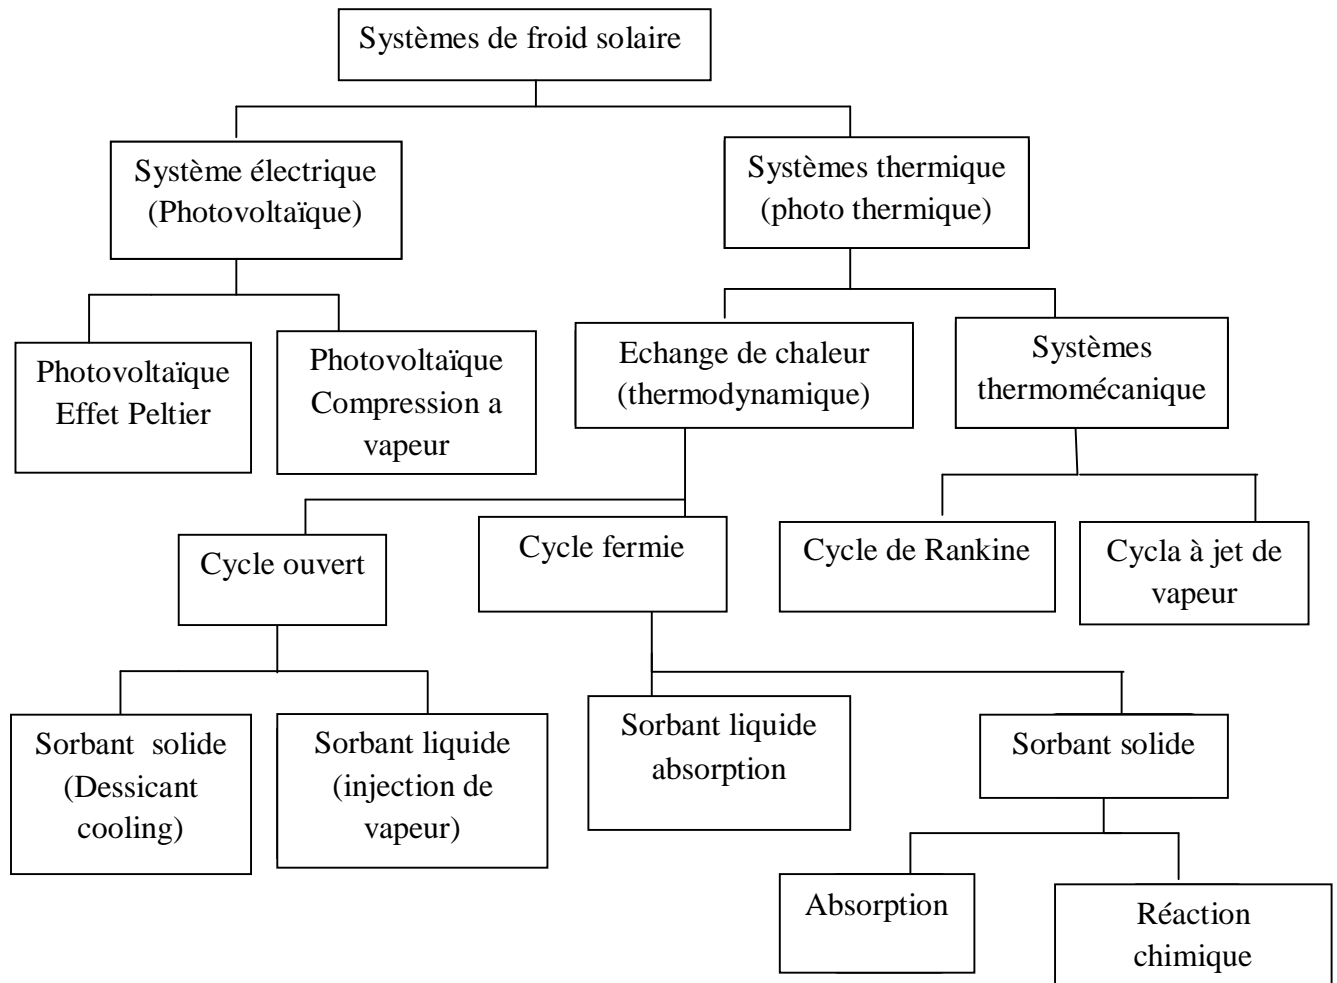 Systèmes de froid solaire
Système électrique
(Photovoltaïque)
Systèmes thermique
(photo thermique)
Photovoltaïque
Effet Peltier
Photovoltaïque
Compression a
vapeur
Echange de chaleur
(thermodynamique)
Systèmes
thermomécanique
Cycle ouvert
Cycle fermie
Cycle de Rankine
Cycla à jet de
vapeur
Sorbant solide
(Dessicant
cooling)
Sorbant liquide
(injection de
vapeur)
Sorbant liquide
absorption
Sorbant solide
Absorption
Réaction
chimique